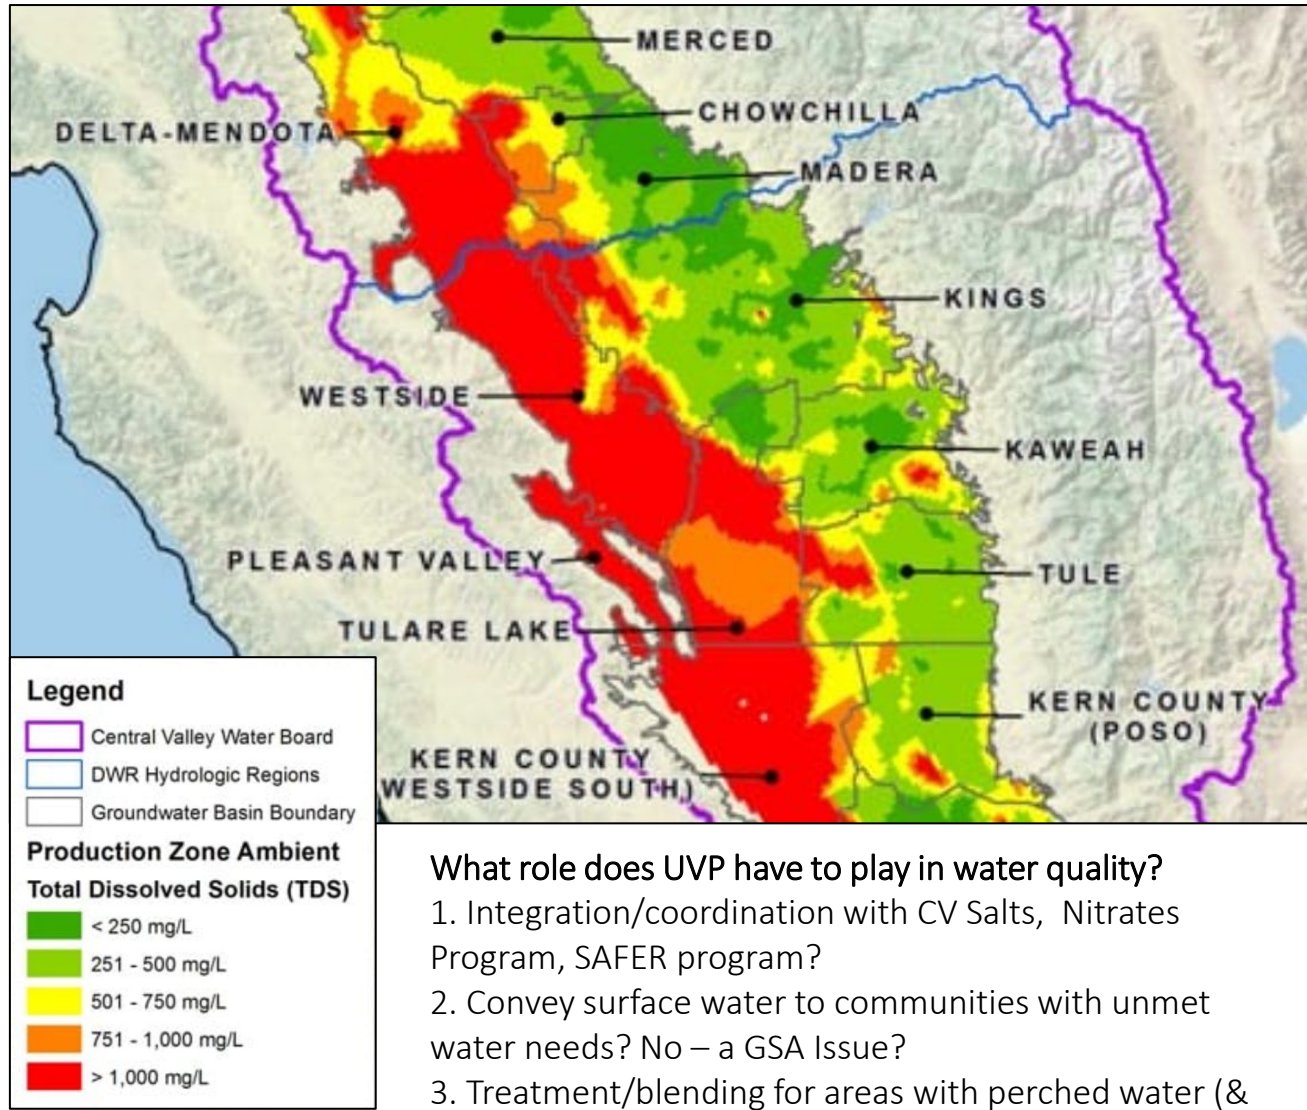 MERCED
CHOWCHILLA
DELTA-MENDOTA
MADERA
KINGS
WESTSIDE
KAWEAH
PLEASANT VALLEY
TULE
TULARE LAKE
KERN COUNTY
(POSO)
KERN COUNTY
WESTSIDE SOUTH)
Legend
Central Valley Water Board
DWR Hydrologic Regions
Groundwater Basin Boundary
Production Zone Ambient
Total Dissolved Solids (TDS)
< 250 mg/L
251 - 500 mg/L
501 - 750 mg/L
751 - 1,000 mg/L
> 1,000 mg/L
What role does UVP have to play in water quality?
1. Integration/coordination with CV Salts, Nitrates
Program, SAFER program?
2. Convey surface water to communities with unmet
water needs? No – a GSA Issue?
3. Treatment/blending for areas with perched water (&